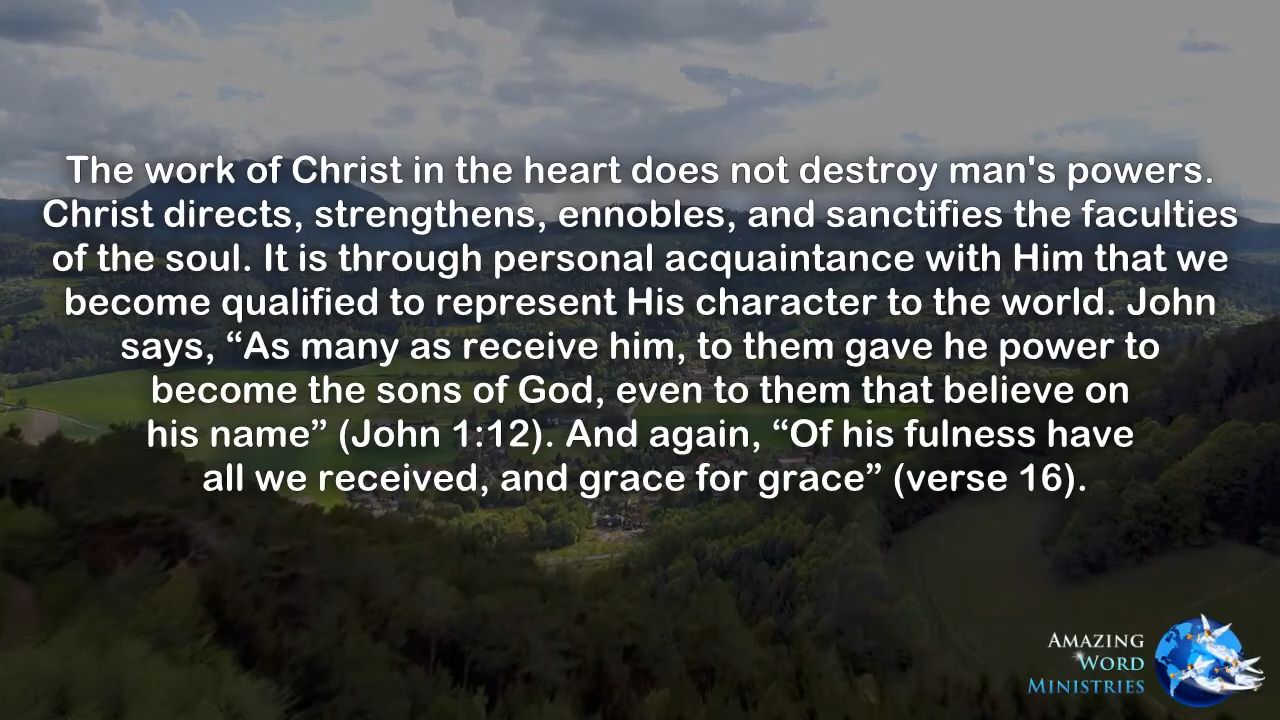 The work of Christ in the heart does not destroy man's powers.
Christ directs, strengthens, ennobles, and sanctifies the faculties
of the soul. It is through personal acquaintance with Him that we
become qualified to represent His character to the world. John
says, “As many as receive him, to them gave he power to
become the sons of God, even to them that believe on
his name” (John 1:12). And again, “Of his fulness have
all we received, and grace for grace” (verse 16).
AMAZING
WORD
MINISTRIES